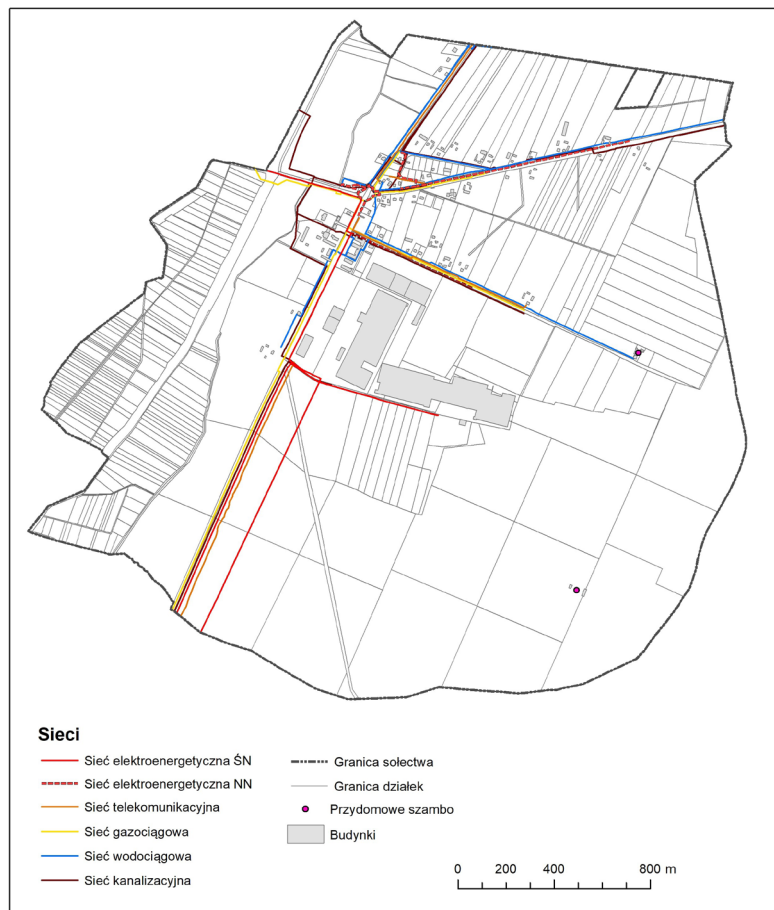 Sieci
Sieć elektroenergetyczna ŚN
Sieć elektroenergetyczna NN
Sieć telekomunikacyjna
Sieć gazociągowa
Sieć wodociągowa
Sieć kanalizacyjna
Granica sołectwa
Granica działek
Przydomowe szambo
Budynki
0 200 400 800 m